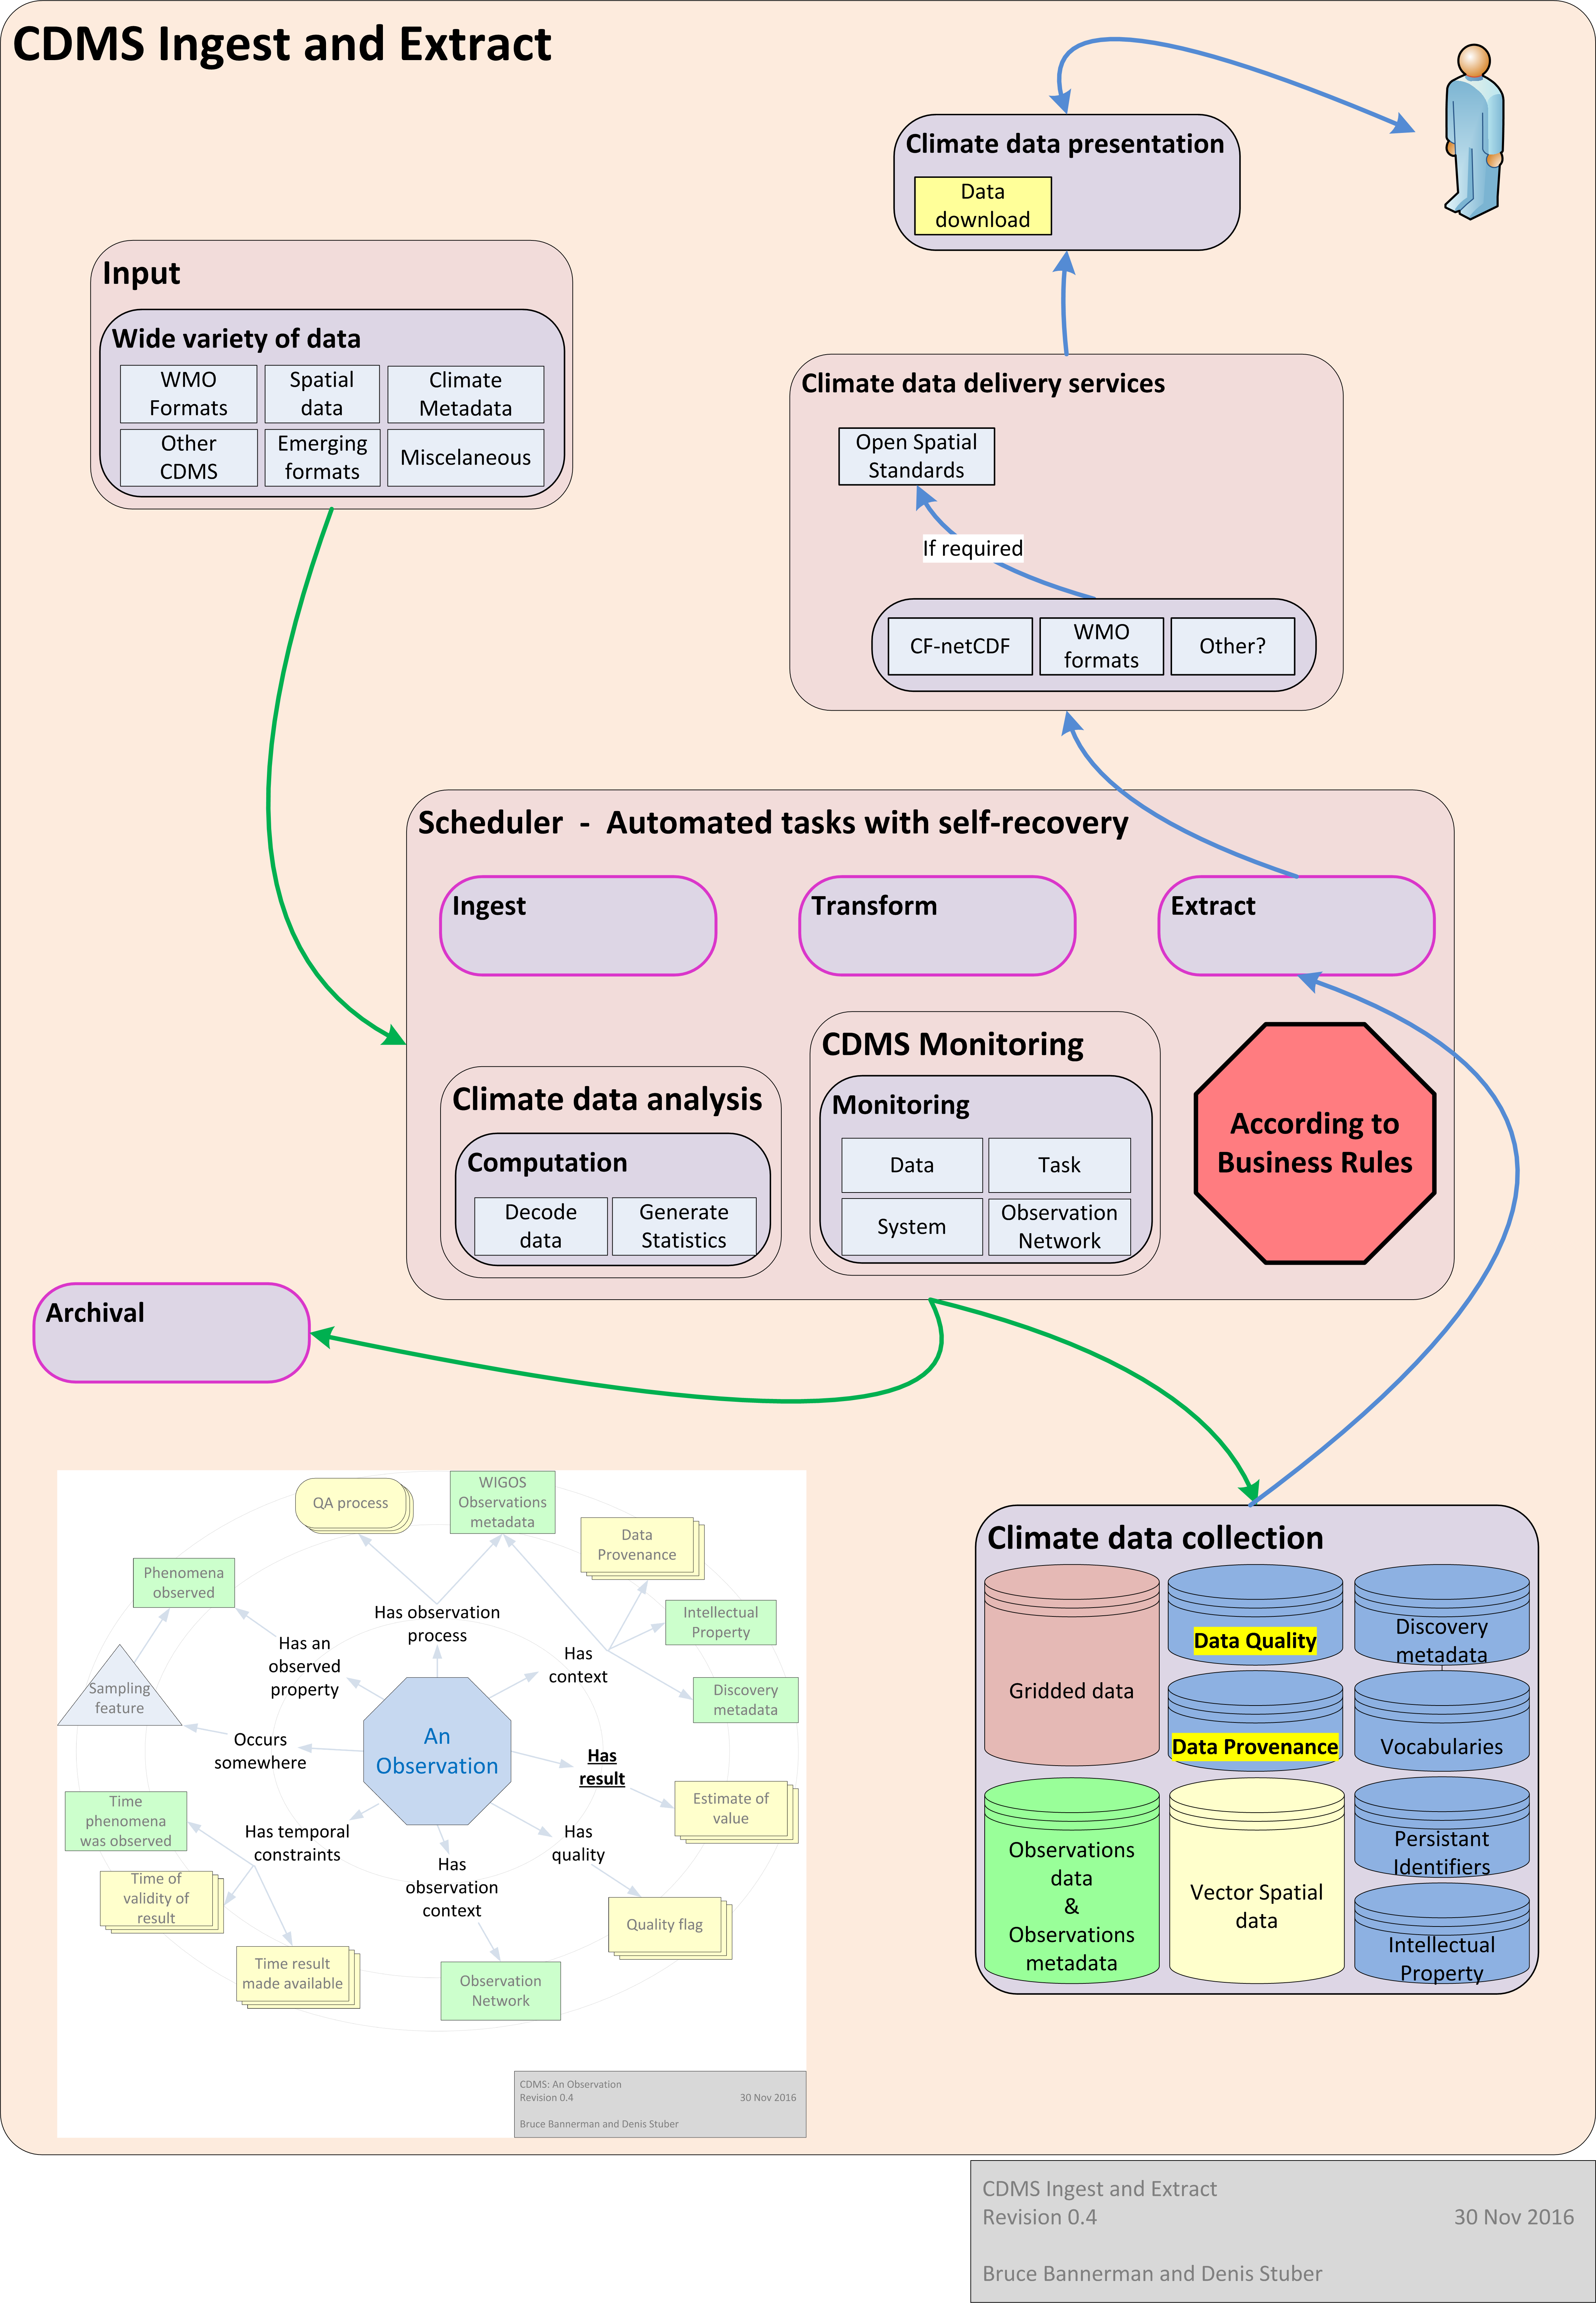 CDMS Ingest and Extract
Climate data presentation
Data
download
Input
Wide variety of data
WMO
Formats
Spatial
data
Climate
Metadata
Other
CDMS
Emerging
formats
Miscelaneous
Climate data delivery services
Open Spatial
Standards
If required
CF-netCDF
WMO
formats
Other?
Scheduler - Automated tasks with self-recovery
Ingest
Transform
Extract
Climate data analysis
Computation
Decode
data
Generate
Statistics
CDMS Monitoring
Monitoring
Data
Task
System
Observation
Network
According to
Business Rules
Archival
QA process
WIGOS
Observations
metadata
Data
Provenance
Phenomena
observed
Intellectual
Property
Has observation
process
Has an
observed
property
Has
context
Sampling
feature
Discovery
metadata
An
Observation
Occurs
somewhere
Has
result
Estimate of
value
Time
phenomena
was observed
Has temporal
constraints
Has
quality
Has
observation
context
Time of
validity of
result
Quality flag
Time result
made available
Observation
Network
CDMS: An Observation
Revision 0.4 30 Nov 2016
Bruce Bannerman and Denis Stuber
Climate data collection
Gridded data
Data Quality
Discovery
metadata
Data Provenance
Vocabularies
Observations
data
&
Observations
metadata
Vector Spatial
data
Persistant
Identifiers
Intellectual
Property
CDMS Ingest and Extract
Revision 0.4 30 Nov 2016
Bruce Bannerman and Denis Stuber